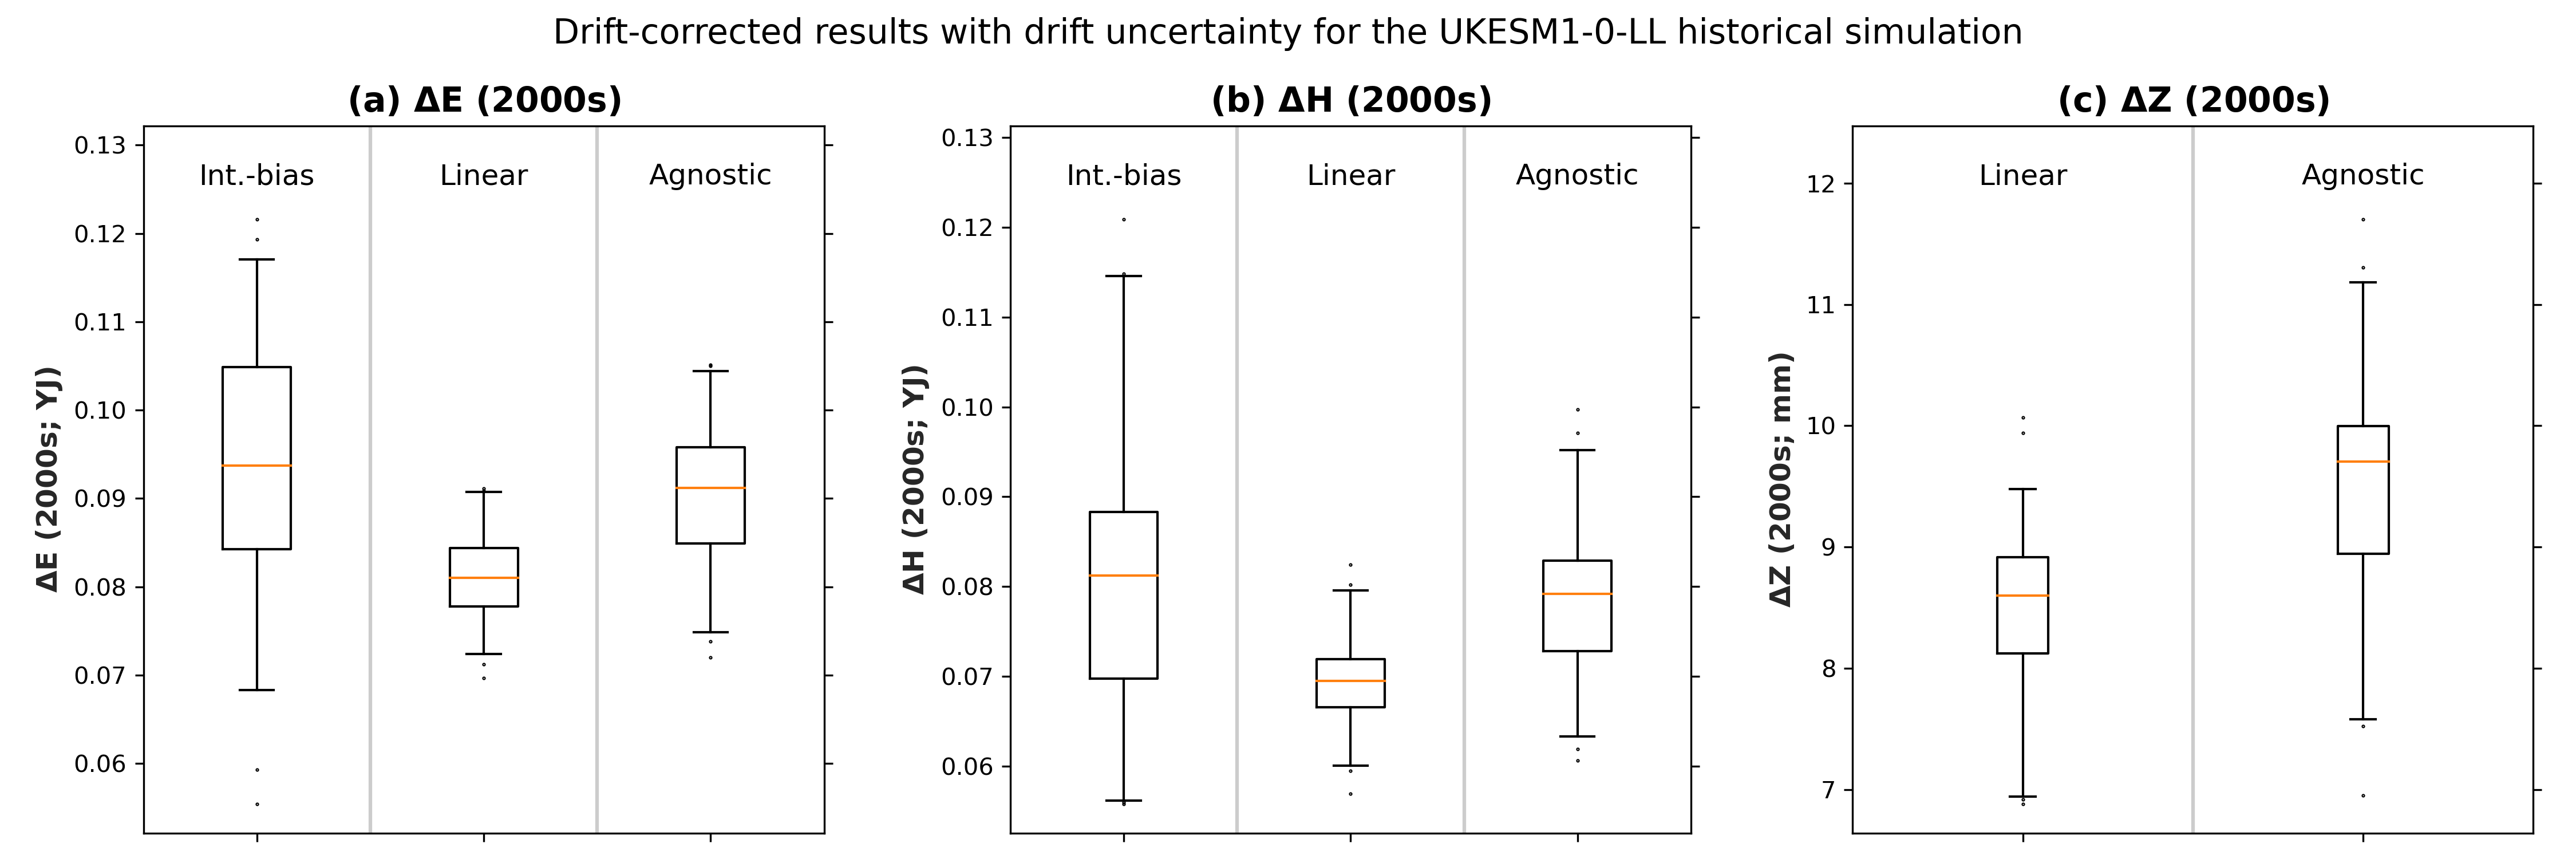 Drift-corrected results with drift uncertainty for the UKESM1-0-LL historical simulation
(a) ΔE (2000s)
ΔE (2000s; YJ)
0.13
0.12
0.11
0.10
0.09
0.08
0.07
0.06
Int.-bias
Linear
Agnostic
(b) ΔH (2000s)
ΔH (2000s; YJ)
0.13
0.12
0.11
0.10
0.09
0.08
0.07
0.06
Int.-bias
Linear
Agnostic
(c) ΔZ (2000s)
ΔZ (2000s; mm)
12
11
10
9
8
7
Linear
Agnostic